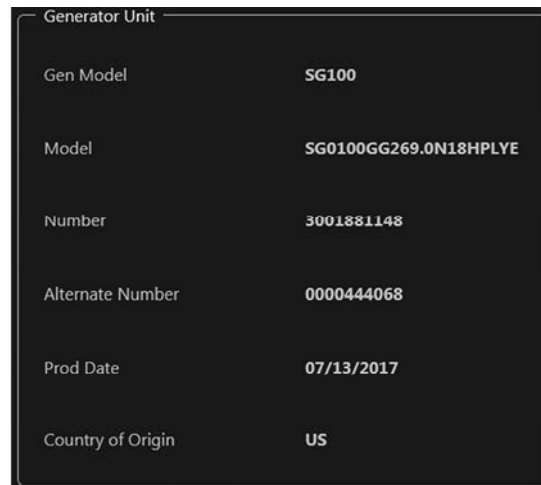 Generator Unit
Gen Model SG100
Model SG0100GG269.0N18HPLYE
Number 3001881148
Alternate Number 0000444068
Prod Date 07/13/2017
Country of Origin US